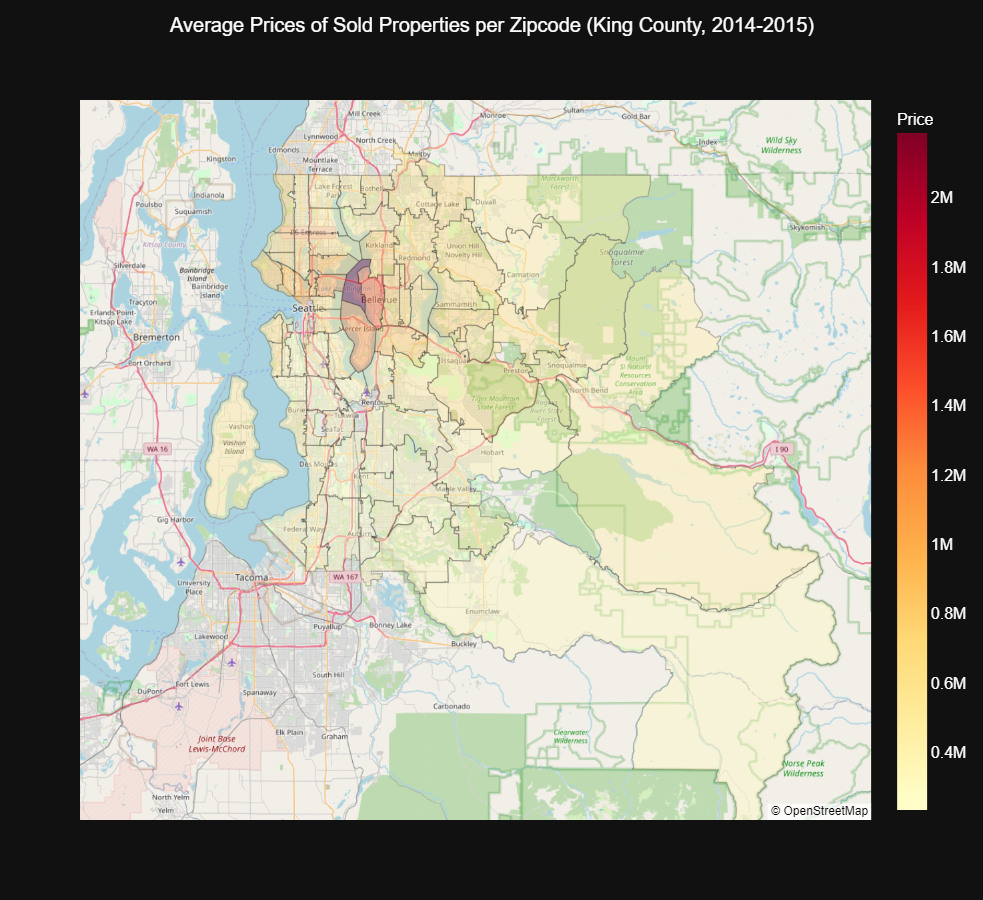 Average Prices of Sold Properties per Zipcode (King County, 2014-2015)
Price
2M
1.8M
1.6M
1.4M
1.2M
1M
0.8M
0.6M
0.4M
Mill Creek
Monroe
Sultan
Gold Bar
Lynnwood
North Creek
Index
Wild Sky
Wilderness
Edmonds
Mountlake
Terrace
Maltby
Kingston
Indianola
Suquamish
Poulsbo
Lake Forest
Bothell
Cottage Lake
Duvall
Marckworth
Forest
Skykomish
Kitsap County
Kirkland
Redmond
Union Hill-
Novelty Hill
Snoqualmie
Forest
Silverdale
Bainbridge
Island
Bainbridge
Island
Carnation
Tracyton
Erlands Point-
Kitsap Lake
Bellevue
Sammamish
Seattle
Mercer Island
Bremerton
Port Orchard
Issaquah
Preston
Snoqualmie
Mount
Si Natural
Resources
Conservation
Area
North Bend
Tiger Mountain
State Forest
River State
Forest
Renton
Burien
Tukwila
SeaTac
Vashon
Vashon
Island
WA 16
I 90
Hobart
Des Moines
Kent
Maple Valley
Gig Harbor
Federal Way
Auburn
University
Place
Tacoma
WA 167
Enumclaw
Puyallup
Bonney Lake
Lakewood
Buckley
South Hill
DuPont
Fort Lewis
Spanaway
Carbonado
Elk Plain
Graham
Joint Base
Lewis-McChord
Clearwater
Wilderness
Norse Peak
Wilderness
North Yelm
Yelm
© OpenStreetMap